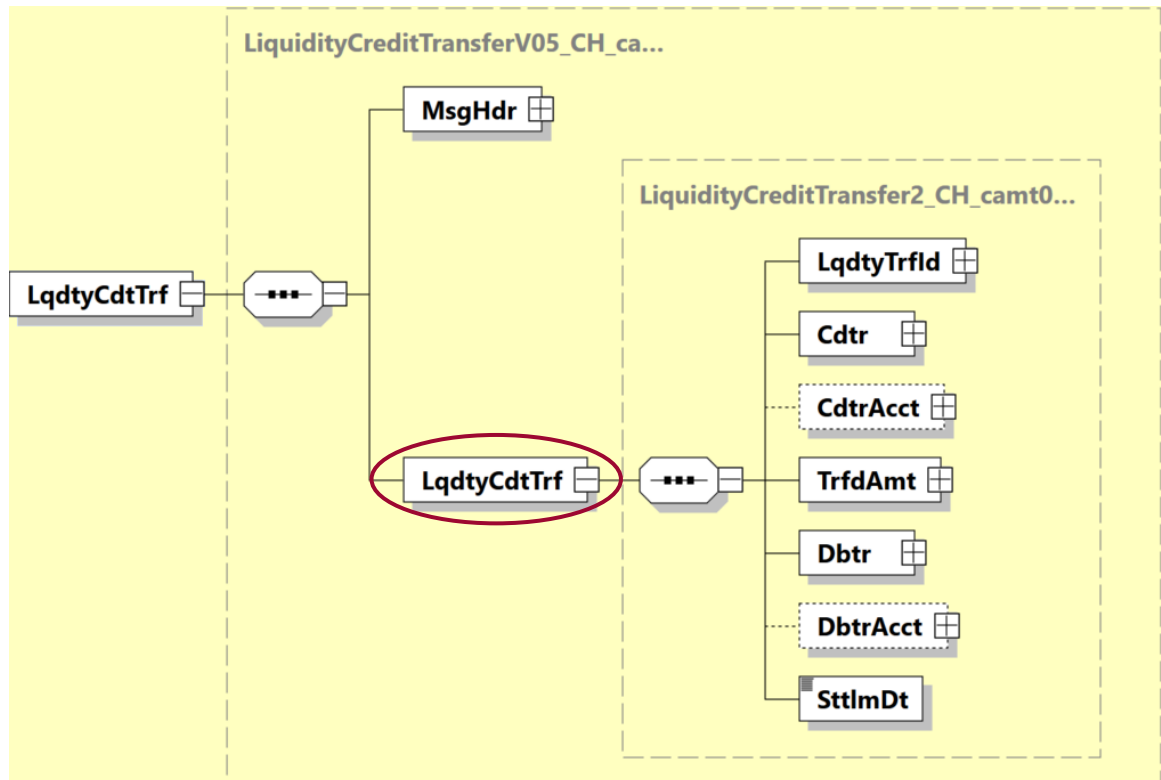 LiquidityCreditTransferV05_CH_ca...
MsgHdr
LiquidityCreditTransfer2_CH_camt0...
LqdtyTrfId
LqdtyCdtTrf
Cdtr
CdtrAcct
LqdtyCdtTrf
TrfdAmt
Dbtr
DbtrAcct
SttlmDt